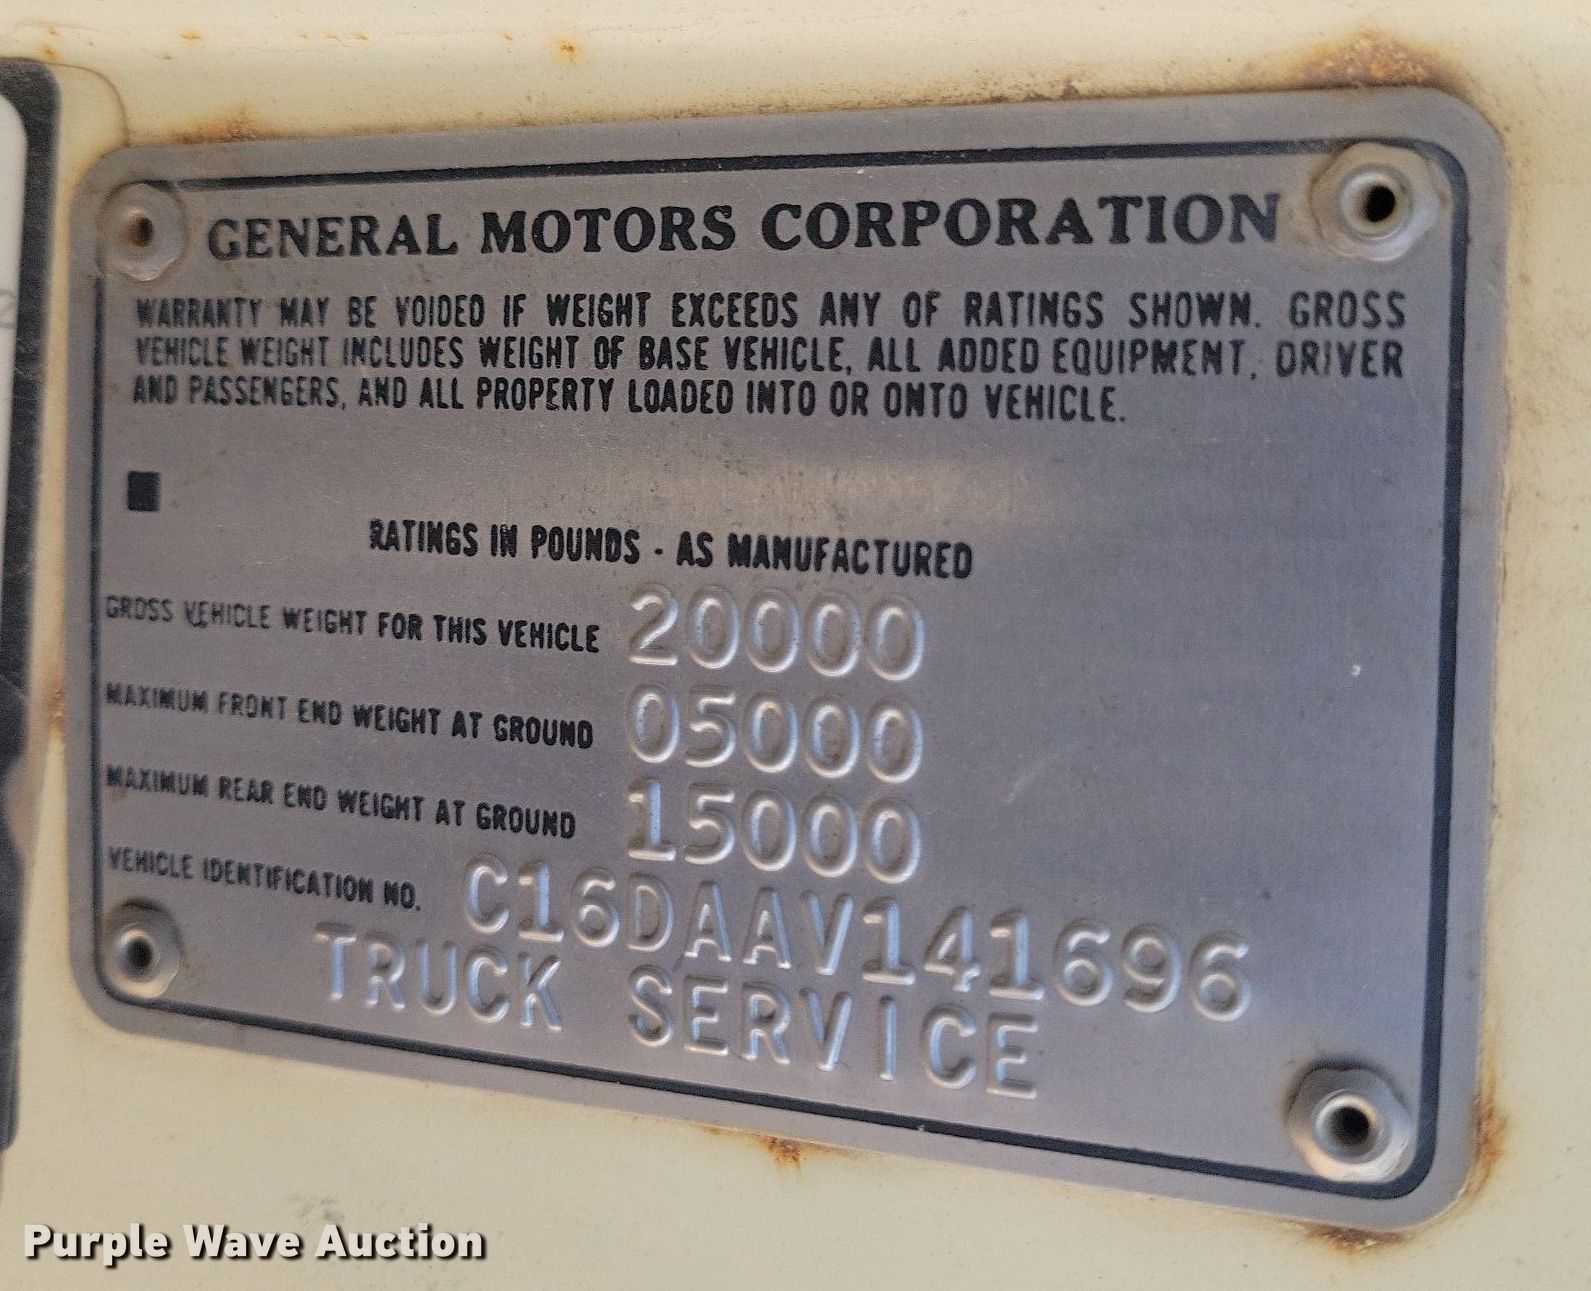 GENERAL MOTORS CORPORATION
WARRANTY MAY BE VOIDED IF WEIGHT EXCEEDS ANY OF RATINGS SHOWN. GROSS
VEHICLE WEIGHT INCLUDES WEIGHT OF BASE VEHICLE, ALL ADDED EQUIPMENT, DRIVER
AND PASSENGERS, AND ALL PROPERTY LOADED INTO OR ONTO VEHICLE.
RATINGS IN POUNDS - AS MANUFACTURED
GROSS VEHICLE WEIGHT FOR THIS VEHICLE 20000
MAXIMUM FRONT END WEIGHT AT GROUND 05000
MAXIMUM REAR END WEIGHT AT GROUND 15000
VEHICLE IDENTIFICATION NO. C16DAAV141696
TRUCK SERVICE
Purple Wave Auction